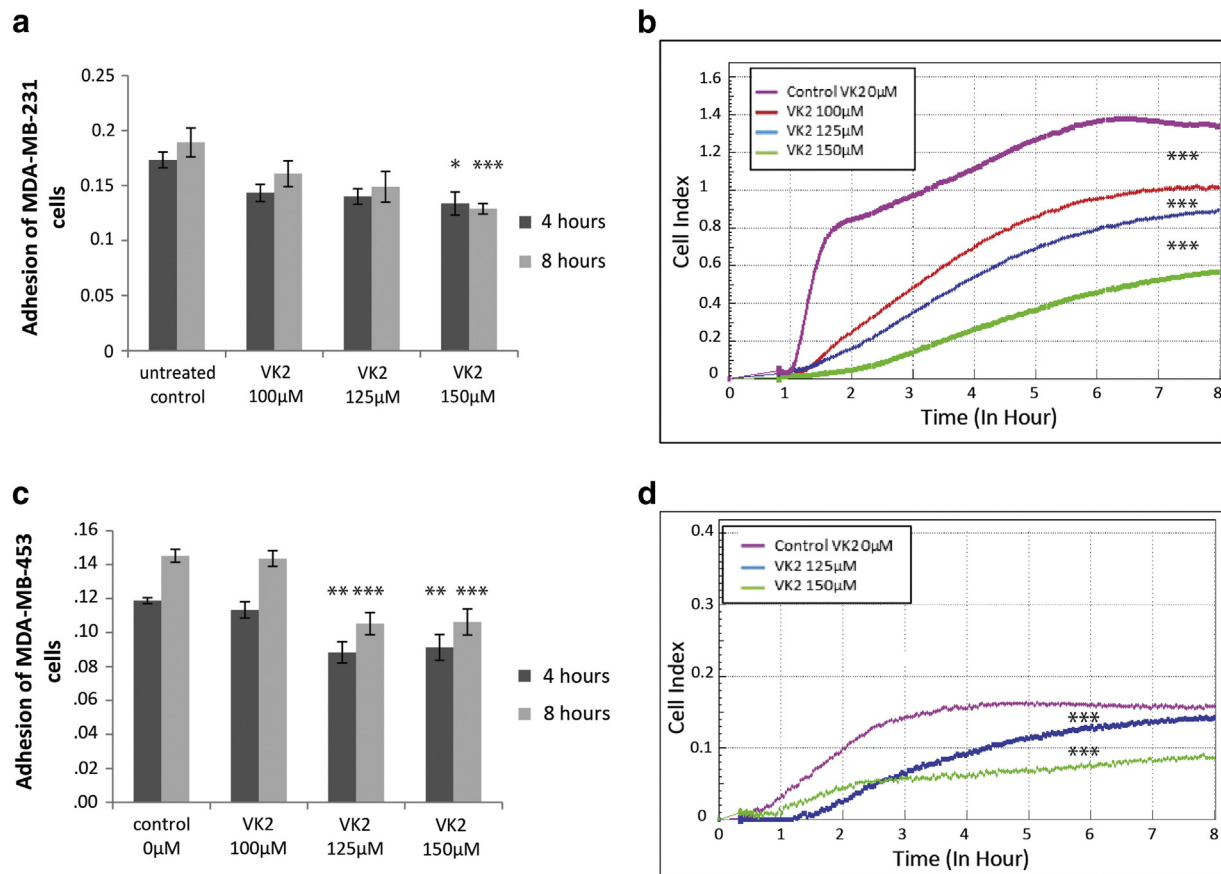 a
Adhesion of MDA-MB-231
cells
0.25
0.2
0.15
0.1
0.05
0
* ***
4 hours
8 hours
untreated
control
VK2
100μM
VK2
125μM
VK2
150μM
b
Cell Index
1.6
1.4
1.2
1
0.8
0.6
0.4
0.2
0
Control VK2 0μM
VK2 100μM
VK2 125μM
VK2 150μM
***
***
***
0 1 2 3 4 5 6 7 8
Time (In Hour)
c
Adhesion of MDA-MB-453
cells
.16
.14
.12
.10
.08
.06
.04
.02
.00
** *** ** ***
4 hours
8 hours
control
0μM
VK2
100μM
VK2
125μM
VK2
150μM
d
Cell Index
0.4
0.3
0.2
0.1
0
Control VK2 0μM
VK2 125μM
VK2 150μM
***
***
0 1 2 3 4 5 6 7 8
Time (In Hour)